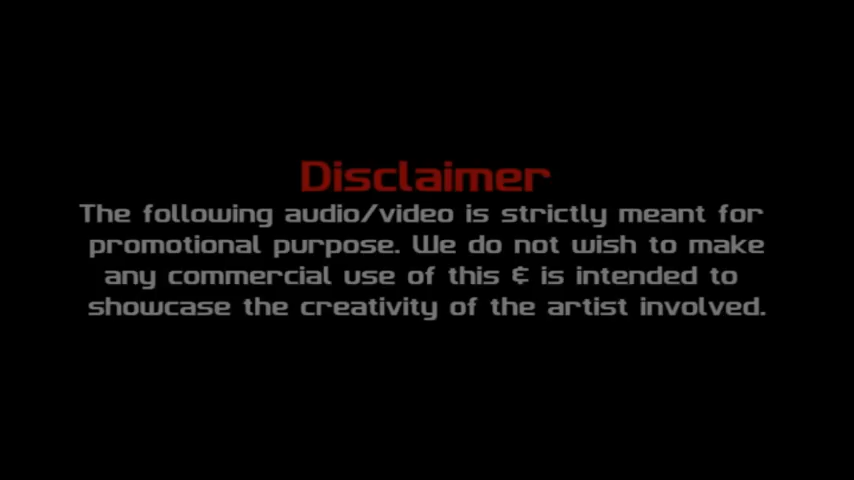 Disclaimer
The following audio/video is strictly meant for
promotional purpose. We do not wish to make
any commercial use of this & is intended to
showcase the creativity of the artist involved.